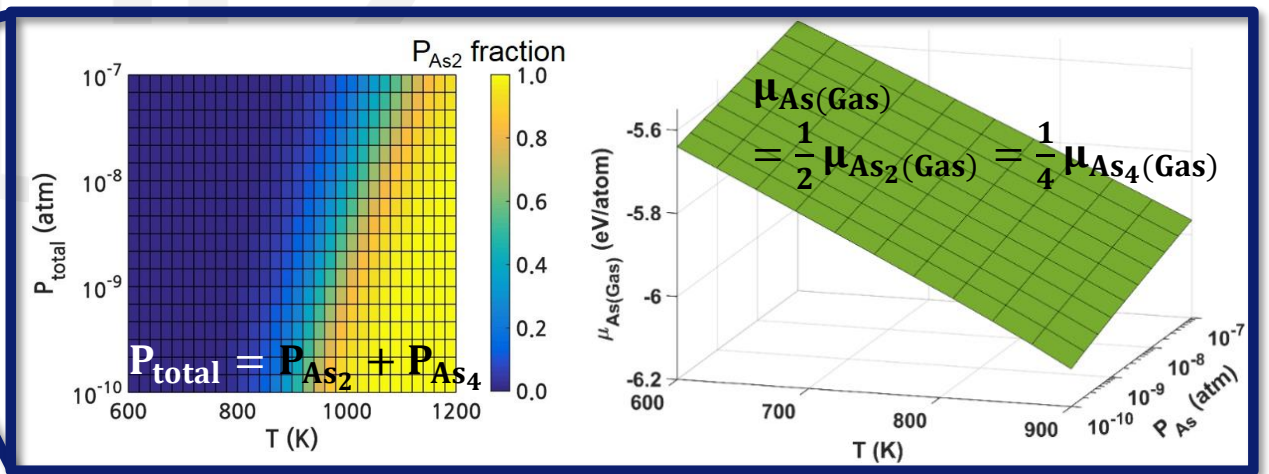 P_As2 fraction
10^-7
10^-8
10^-9
10^-10
P_total (atm)
600 800 1000 1200
T (K)
1.0
0.8
0.6
0.4
0.2
0.0
P_total = P_As2 + P_As4
μ_As(Gas)
= 1/2 μ_As2(Gas) = 1/4 μ_As4(Gas)
μ_As(Gas) (eV/atom)
-5.6
-5.8
-6
-6.2
600
700
800
900
T (K)
10^-10
10^-9
10^-8
10^-7
P_As (atm)